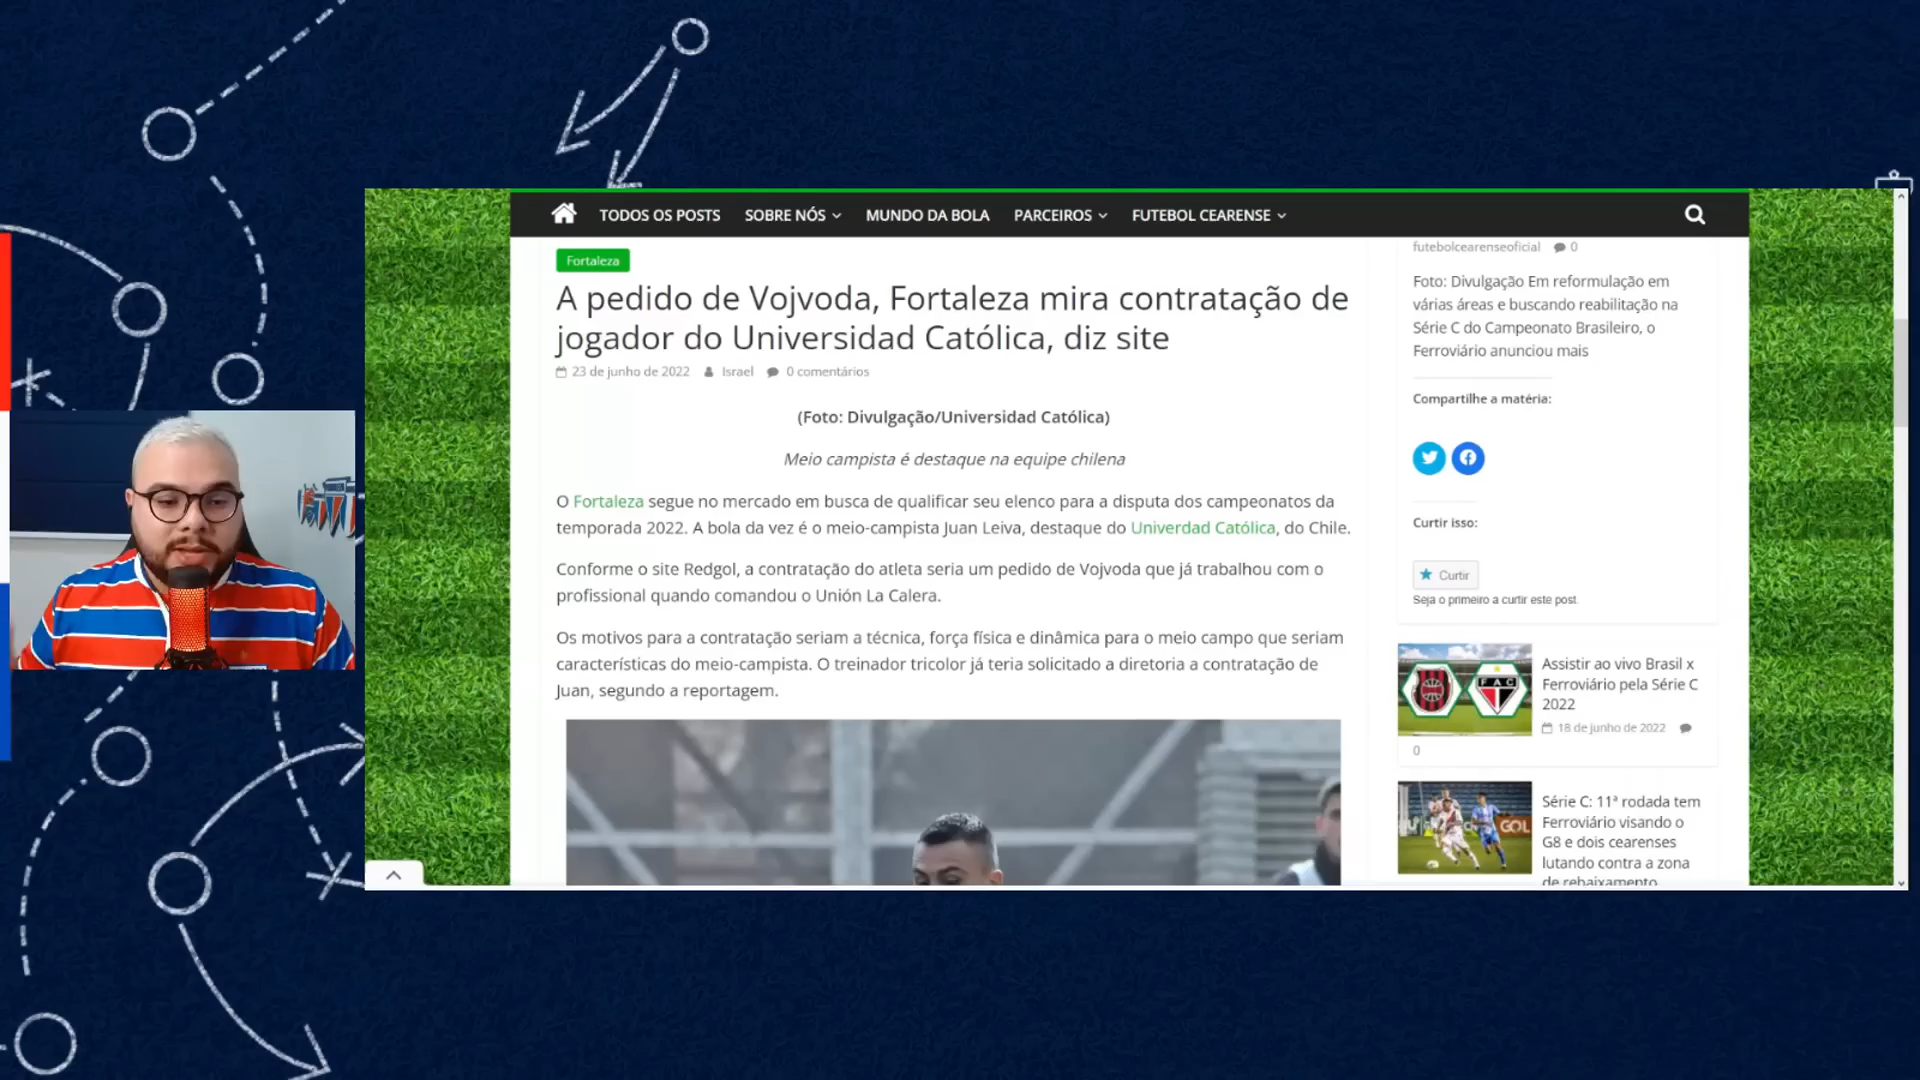 TODOS OS POSTS
SOBRE NÓS
MUNDO DA BOLA
PARCEIROS
FUTEBOL CEARENSE
Fortaleza
A pedido de Vojvoda, Fortaleza mira contratação de
jogador do Universidad Católica, diz site
23 de junho de 2022
Israel
0 comentários
(Foto: Divulgação/Universidad Católica)
Meio campista é destaque na equipe chilena
O Fortaleza segue no mercado em busca de qualificar seu elenco para a disputa dos campeonatos da
temporada 2022. A bola da vez é o meio-campista Juan Leiva, destaque do Univerdad Católica, do Chile.
Conforme o site Redgol, a contratação do atleta seria um pedido de Vojvoda que já trabalhou com o
profissional quando comandou o Unión La Calera.
Os motivos para a contratação seriam a técnica, força física e dinâmica para o meio campo que seriam
características do meio-campista. O treinador tricolor já teria solicitado a diretoria a contratação de
Juan, segundo a reportagem.
futebolcearenseoficial 0
Foto: Divulgação Em reformulação em
várias áreas e buscando reabilitação na
Série C do Campeonato Brasileiro, o
Ferroviário anunciou mais
Compartilhe a matéria:
Curtir isso:
Curtir
Seja o primeiro a curtir este post.
FAC
Assistir ao vivo Brasil x
Ferroviário pela Série C
2022
18 de junho de 2022
0
GOL
Série C: 11ª rodada tem
Ferroviário visando o
G8 e dois cearenses
lutando contra a zona
de rebaixamento